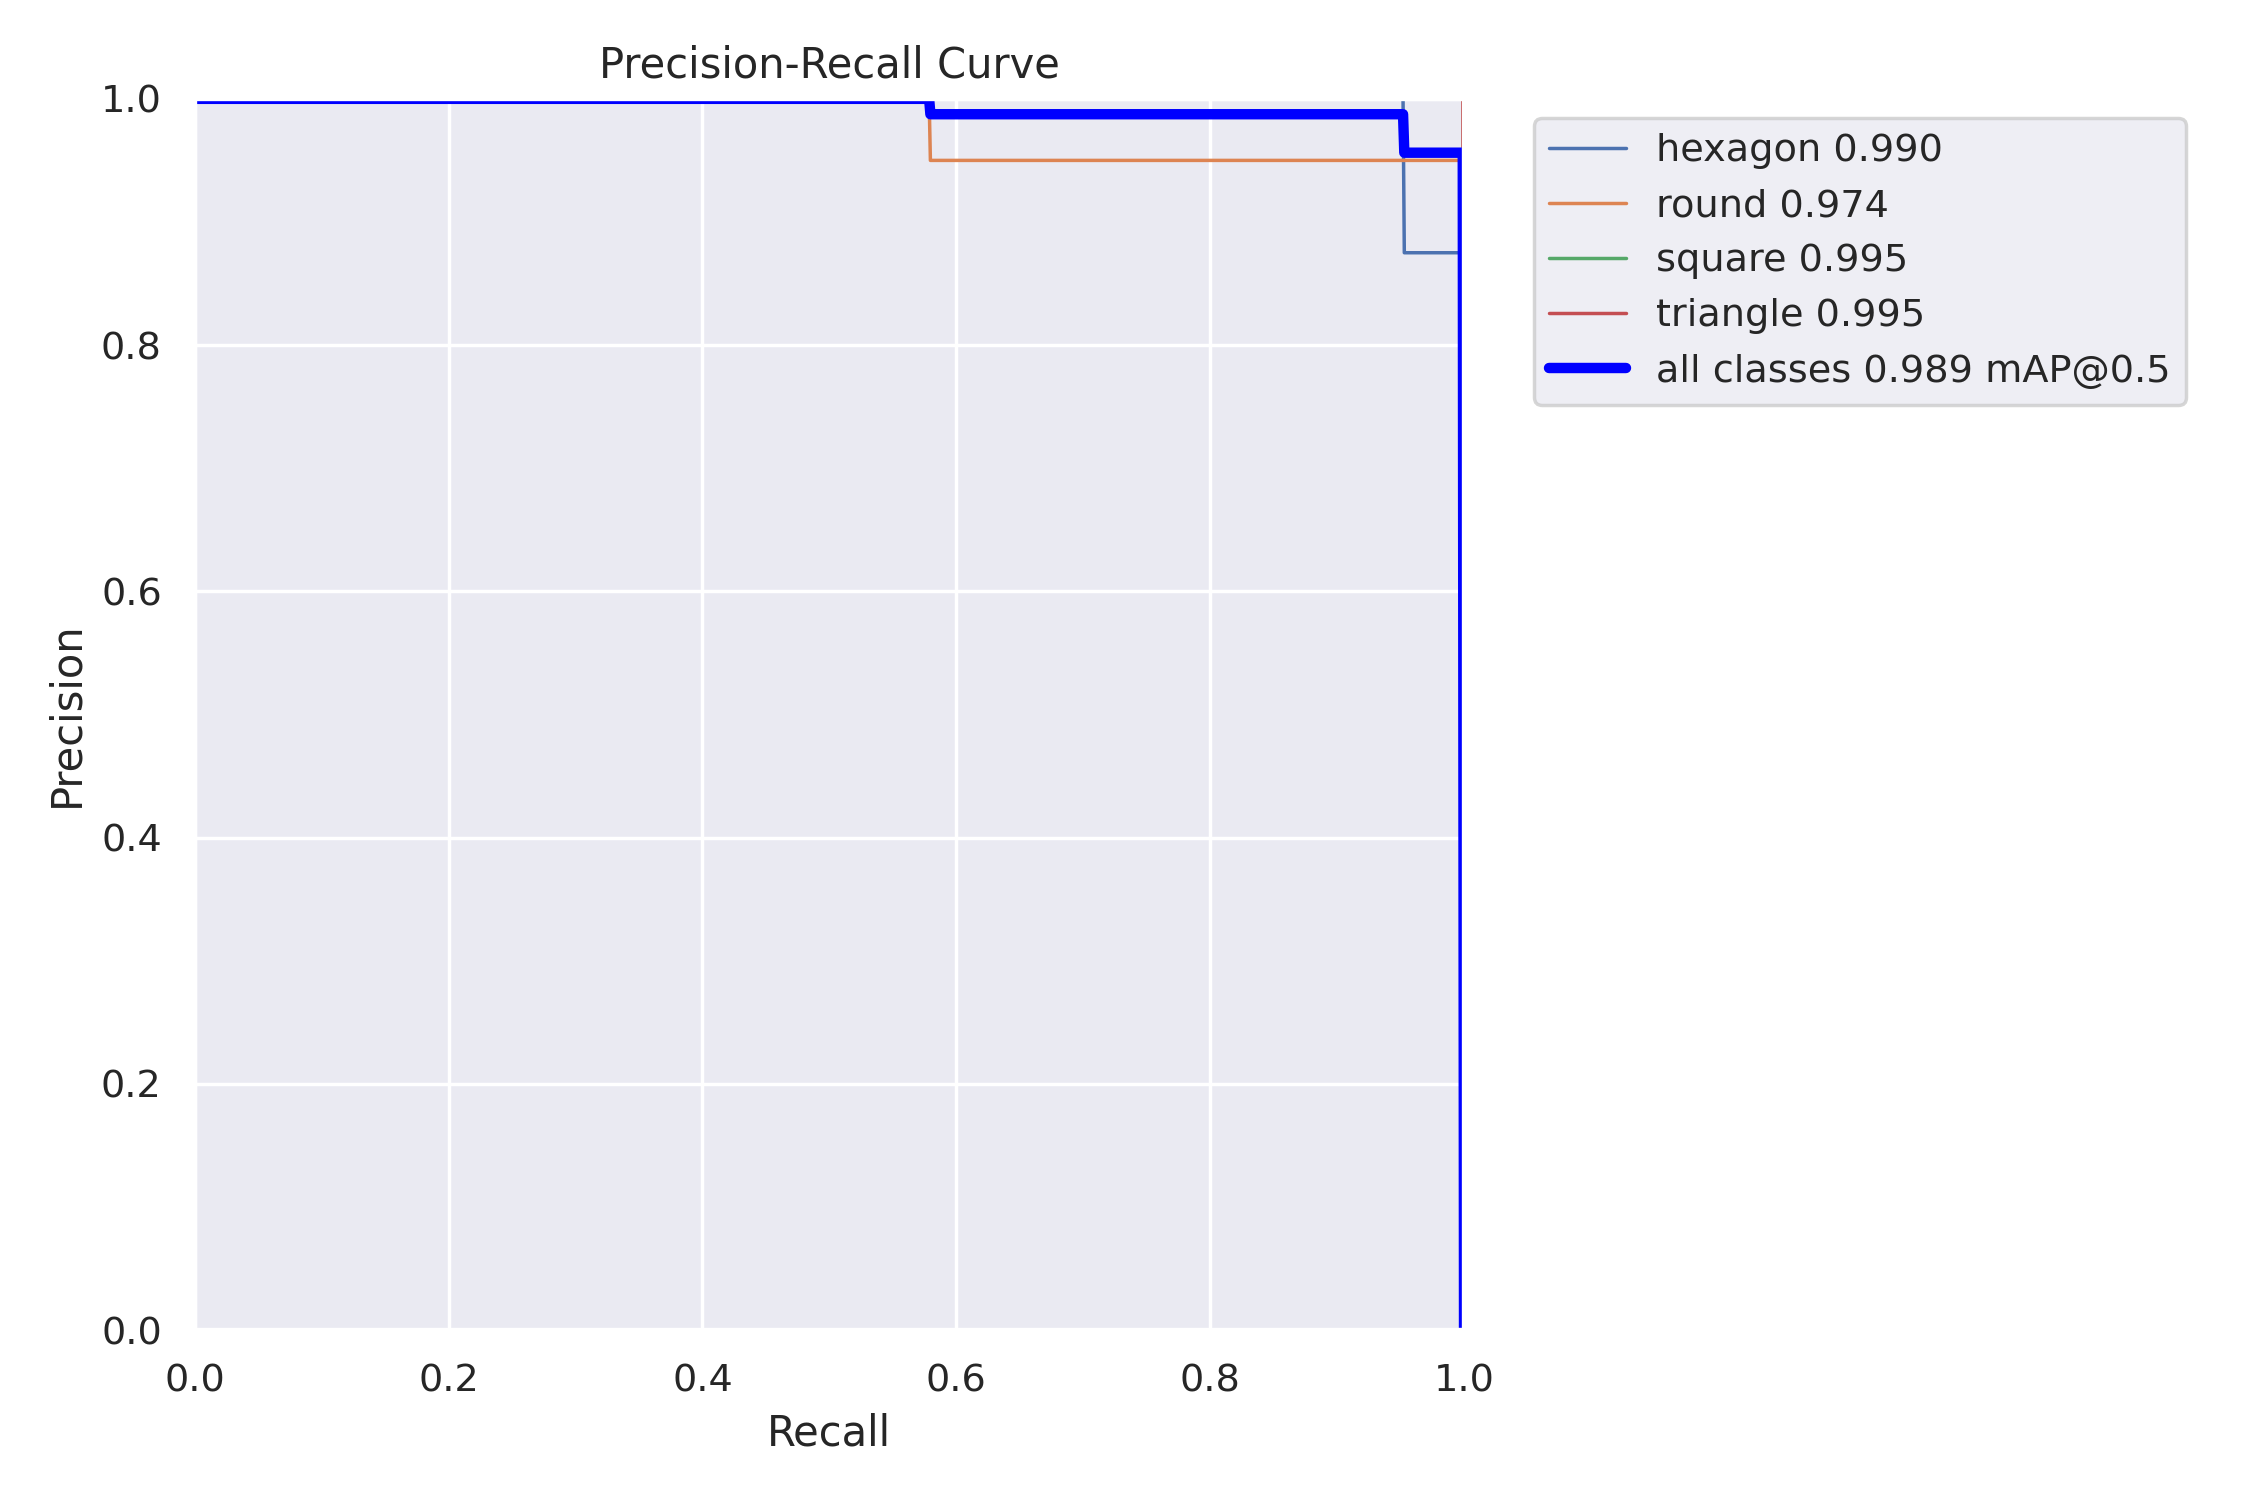 Precision-Recall Curve
1.0
0.8
0.6
0.4
0.2
0.0
Precision
0.0 0.2 0.4 0.6 0.8 1.0
Recall
hexagon 0.990
round 0.974
square 0.995
triangle 0.995
all classes 0.989 mAP@0.5